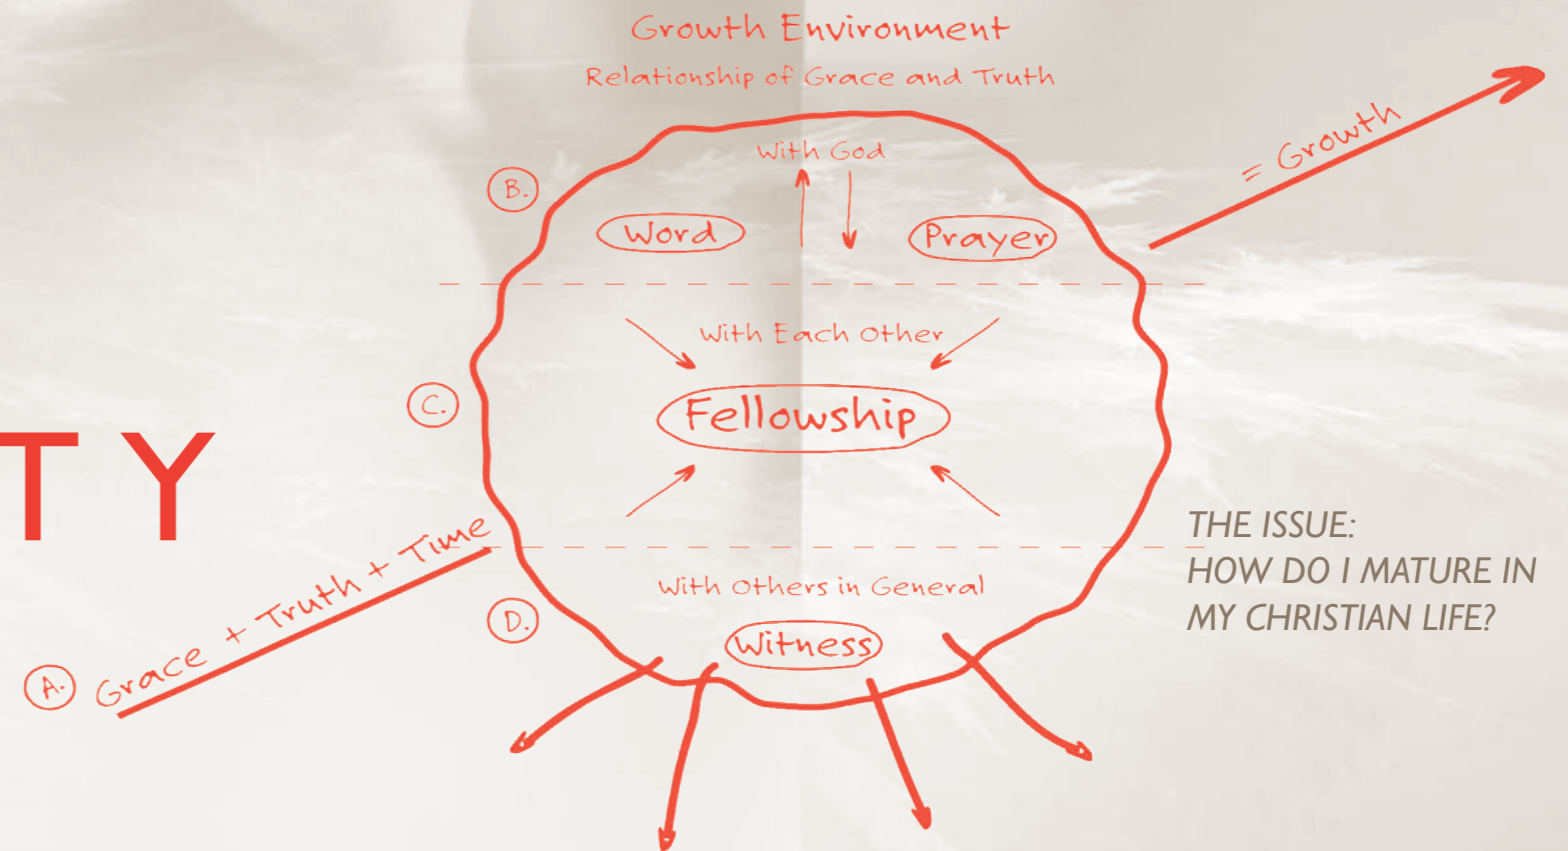 Growth Environment
Relationship of Grace and Truth
= Growth
With God
B.
Word
Prayer
With Each Other
C.
Fellowship
TY
THE ISSUE:
HOW DO I MATURE IN
MY CHRISTIAN LIFE?
A.
Grace + Truth + Time
With Others in General
D.
Witness